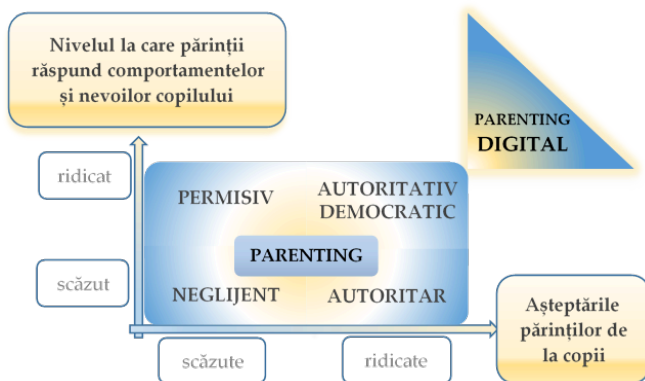 Nivelul la care părinții
răspund comportamentelor
și nevoilor copilului
PARENTING
DIGITAL
ridicat
PERMISIV
AUTORITATIV
DEMOCRATIC
PARENTING
scăzut
NEGLIJENT
AUTORITAR
Așteptările
părinților de
la copii
scăzute
ridicate